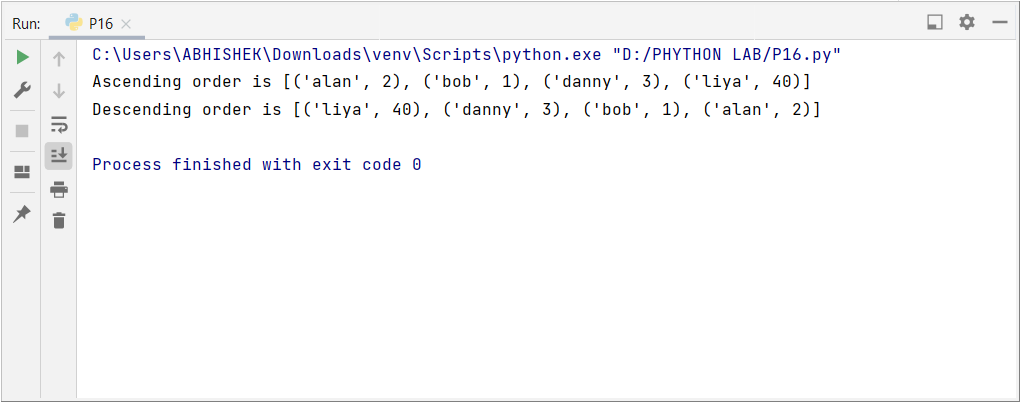 Run: P16
C:\Users\ABHISHEK\Downloads\venv\Scripts\python.exe "D:/PHYTHON LAB/P16.py"
Ascending order is [('alan', 2), ('bob', 1), ('danny', 3), ('liya', 40)]
Descending order is [('liya', 40), ('danny', 3), ('bob', 1), ('alan', 2)]
Process finished with exit code 0